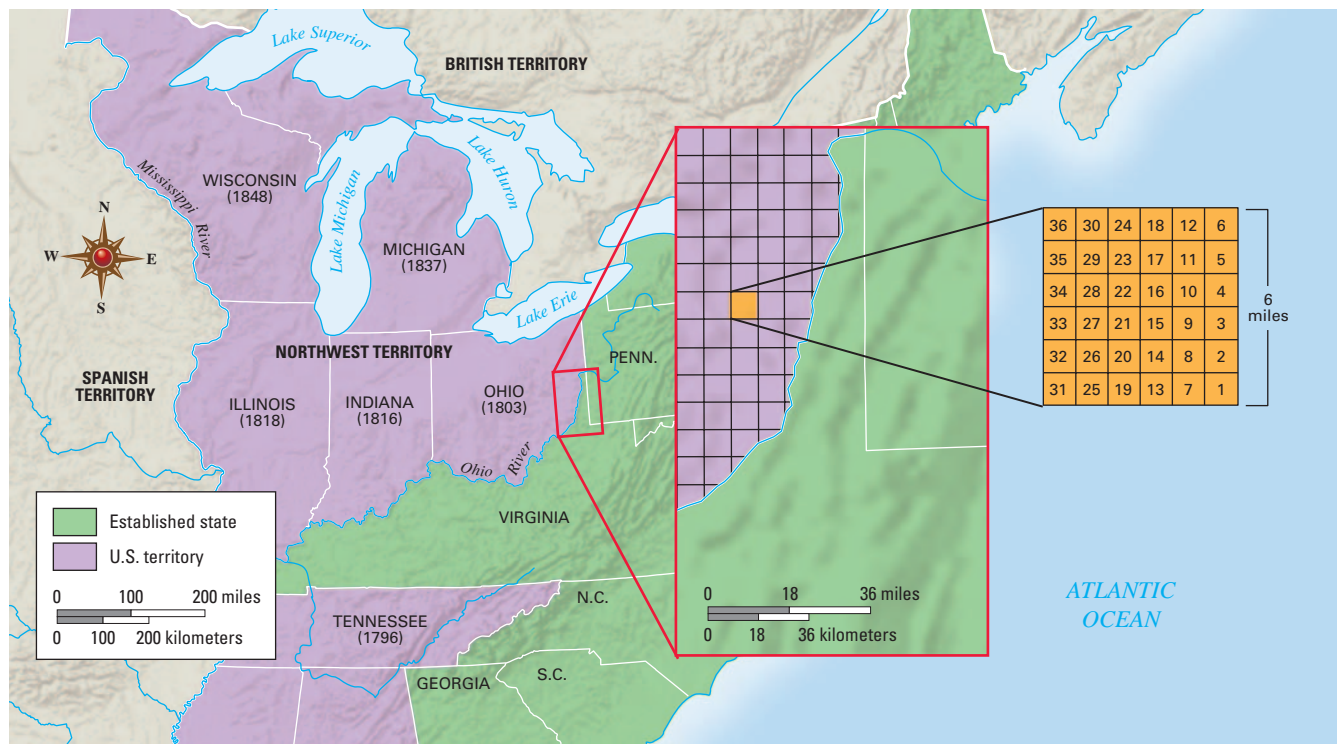 Lake Superior
BRITISH TERRITORY
Lake Huron
Lake Michigan
Mississippi River
WISCONSIN
(1848)
MICHIGAN
(1837)
N
W E
S
Lake Erie
NORTHWEST TERRITORY
SPANISH
TERRITORY
ILLINOIS
(1818)
INDIANA
(1816)
OHIO
(1803)
PENN.
Ohio River
VIRGINIA
TENNESSEE
(1796)
N.C.
S.C.
GEORGIA
Established state
U.S. territory
0 100 200 miles
0 100 200 kilometers
0 18 36 miles
0 18 36 kilometers
36 30 24 18 12 6
35 29 23 17 11 5
34 28 22 16 10 4
33 27 21 15 9 3
32 26 20 14 8 2
31 25 19 13 7 1
6
miles
ATLANTIC
OCEAN